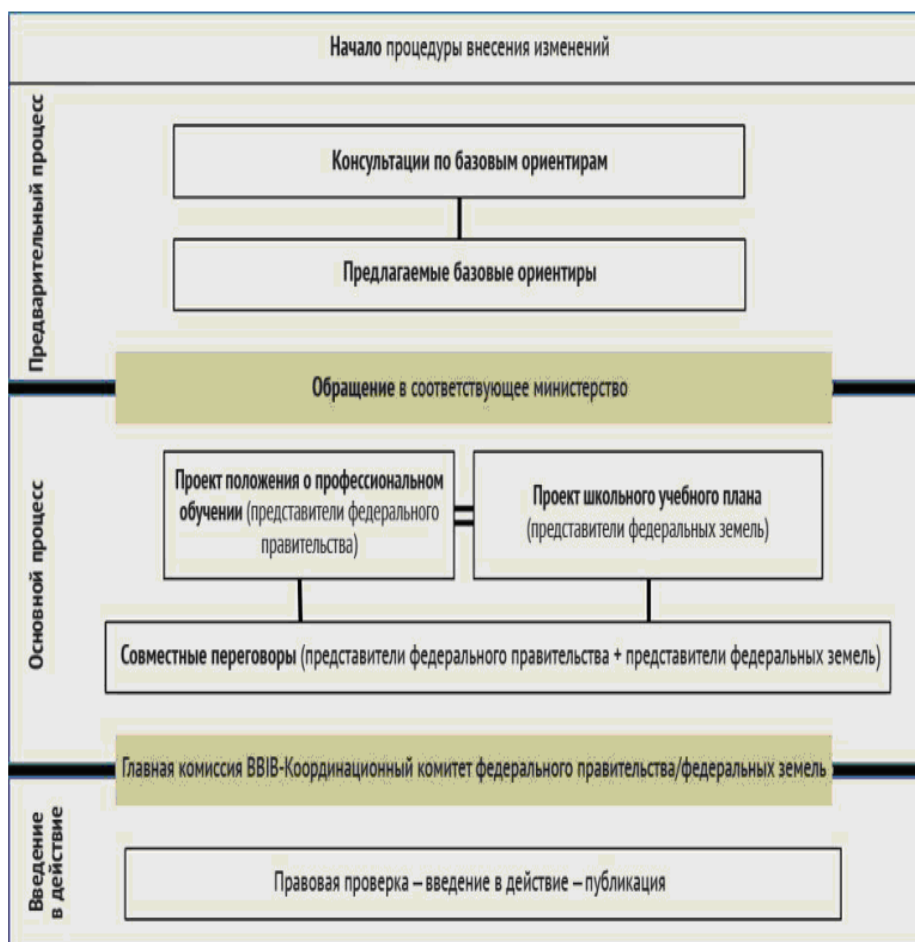 Начало процедуры внесения изменений
Предварительный процесс
Консультации по базовым ориентирам
Предлагаемые базовые ориентиры
Обращение в соответствующее министерство
Основной процесс
Проект положения о профессиональном
обучении (представители федерального
правительства)
Проект школьного учебного плана
(представители федеральных земель)
Совместные переговоры (представители федерального правительства + представители федеральных земель)
Главная комиссия BBIB-Координационный комитет федерального правительства/федеральных земель
Введение
в действие
Правовая проверка – введение в действие – публикация